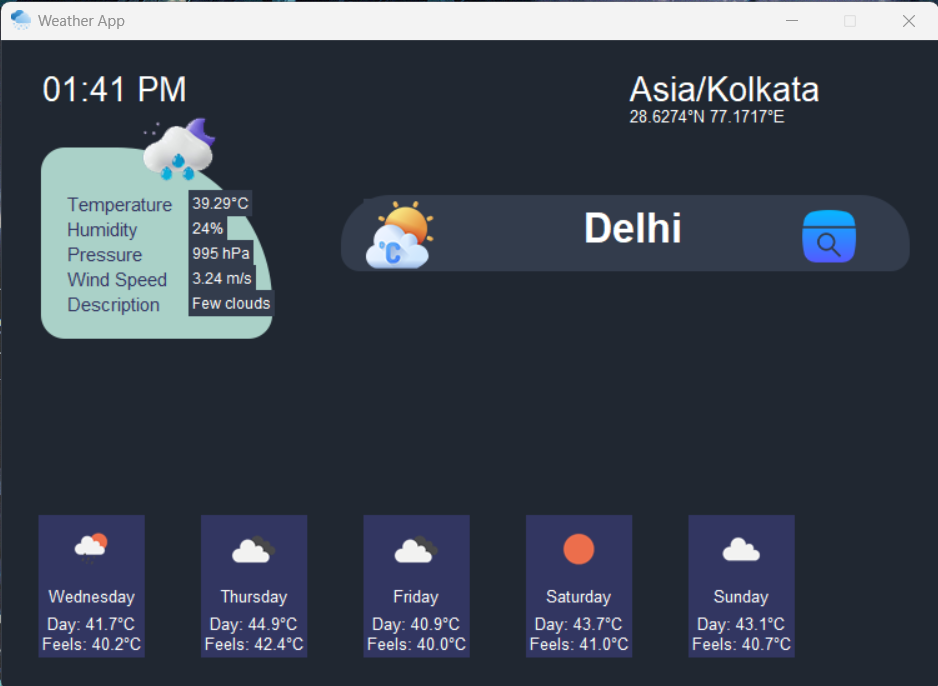 Weather App
01:41 PM
Asia/Kolkata
28.6274°N 77.1717°E
Temperature 39.29°C
Humidity 24%
Pressure 995 hPa
Wind Speed 3.24 m/s
Description Few clouds
°C
Delhi
Wednesday
Day: 41.7°C
Feels: 40.2°C
Thursday
Day: 44.9°C
Feels: 42.4°C
Friday
Day: 40.9°C
Feels: 40.0°C
Saturday
Day: 43.7°C
Feels: 41.0°C
Sunday
Day: 43.1°C
Feels: 40.7°C